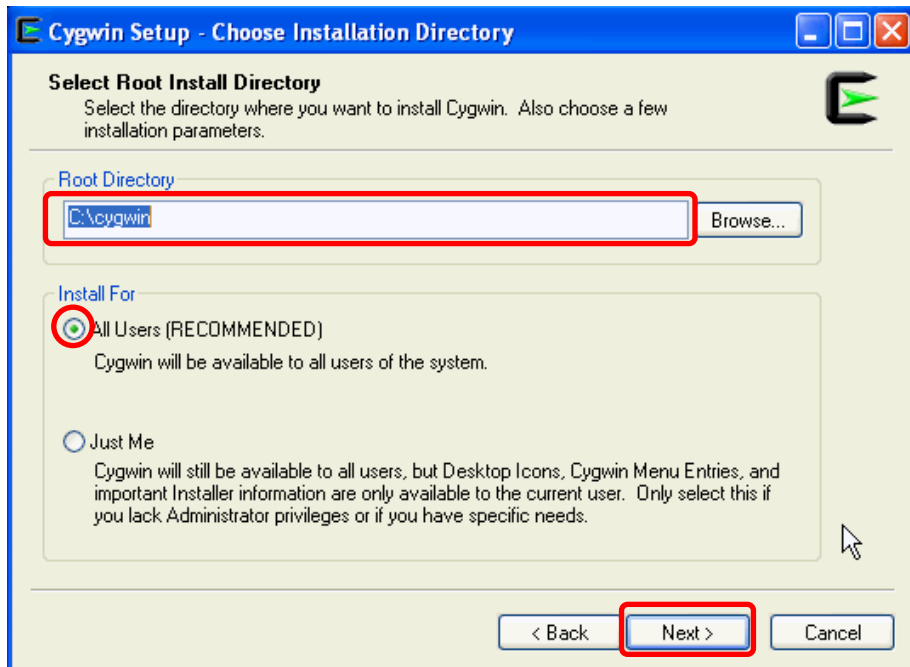 Cygwin Setup - Choose Installation Directory
Select Root Install Directory
Select the directory where you want to install Cygwin. Also choose a few
installation parameters.
Root Directory
C:\cygwin
Browse...
Install For
All Users (RECOMMENDED)
Cygwin will be available to all users of the system.
Just Me
Cygwin will still be available to all users, but Desktop Icons, Cygwin Menu Entries, and
important Installer information are only available to the current user. Only select this if
you lack Administrator privileges or if you have specific needs.
< Back
Next >
Cancel